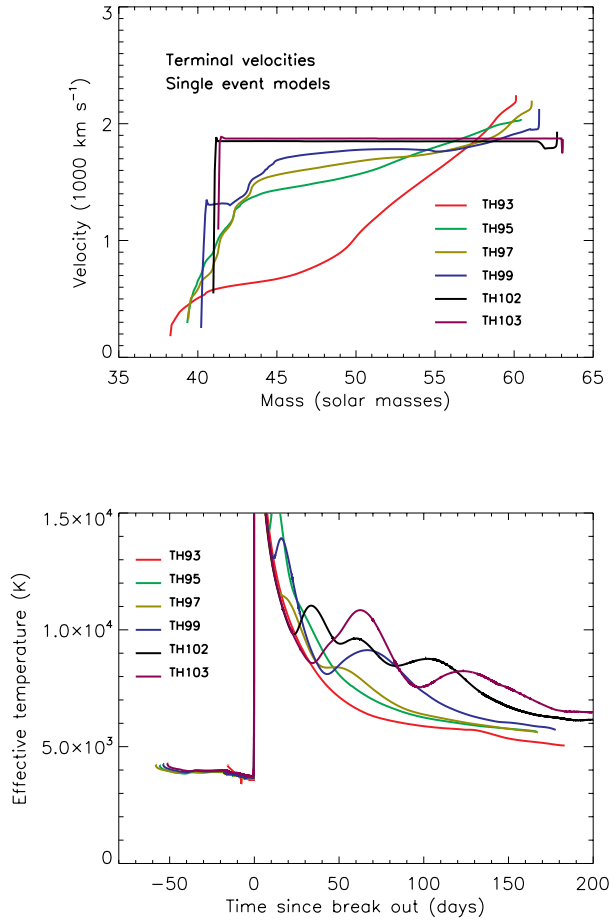 3
Terminal velocities
Single event models
2
1
0
Velocity (1000 km s⁻¹)
TH93
TH95
TH97
TH99
TH102
TH103
35 40 45 50 55 60 65
Mass (solar masses)
1.5×10⁴
1.0×10⁴
5.0×10³
0
Effective temperature (K)
TH93
TH95
TH97
TH99
TH102
TH103
−50 0 50 100 150 200
Time since break out (days)